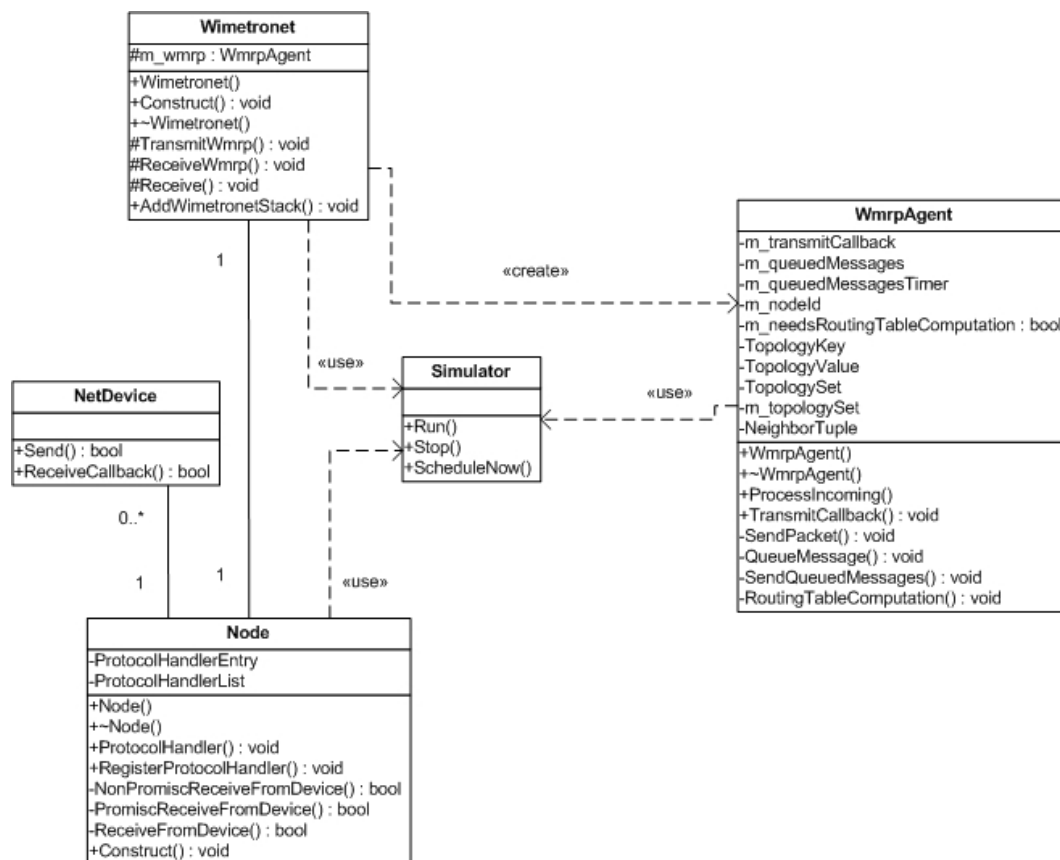 Wimetronet
#m_wmrp : WmrpAgent
+Wimetronet()
+Construct() : void
+~Wimetronet()
#TransmitWmrp() : void
#ReceiveWmrp() : void
#Receive() : void
+AddWimetronetStack() : void
1
«create»
«use»
WmrpAgent
-m_transmitCallback
-m_queuedMessages
-m_queuedMessagesTimer
-m_nodeId
-m_needsRoutingTableComputation : bool
-TopologyKey
-TopologyValue
-TopologySet
-m_topologySet
-NeighborTuple
+WmrpAgent()
+~WmrpAgent()
+ProcessIncoming()
+TransmitCallback() : void
-SendPacket() : void
-QueueMessage() : void
-SendQueuedMessages() : void
-RoutingTableComputation() : void
Simulator
+Run()
+Stop()
+ScheduleNow()
«use»
NetDevice
+Send() : bool
+ReceiveCallback() : bool
0..*
1
1
«use»
Node
-ProtocolHandlerEntry
-ProtocolHandlerList
+Node()
+~Node()
+ProtocolHandler() : void
+RegisterProtocolHandler() : void
-NonPromiscReceiveFromDevice() : bool
-PromiscReceiveFromDevice() : bool
-ReceiveFromDevice() : bool
+Construct() : void